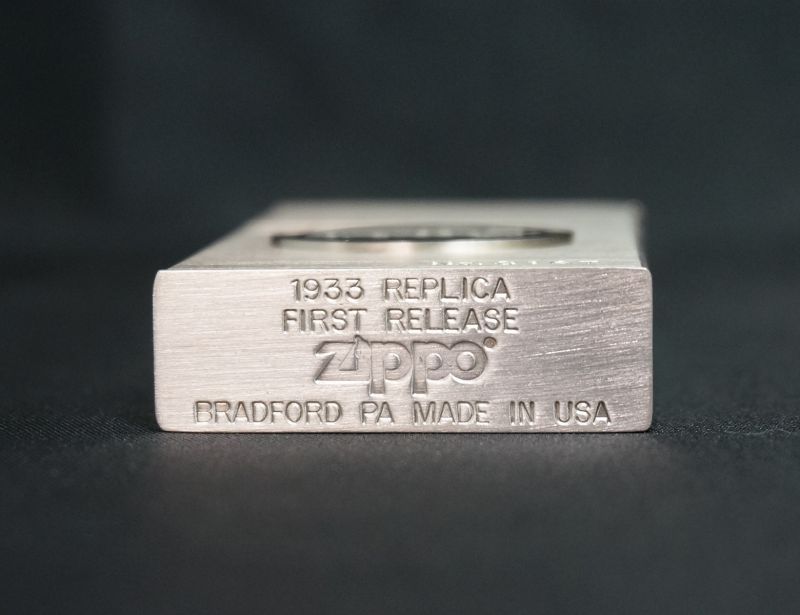 1933 REPLICA
FIRST RELEASE
zippo
BRADFORD PA MADE IN USA